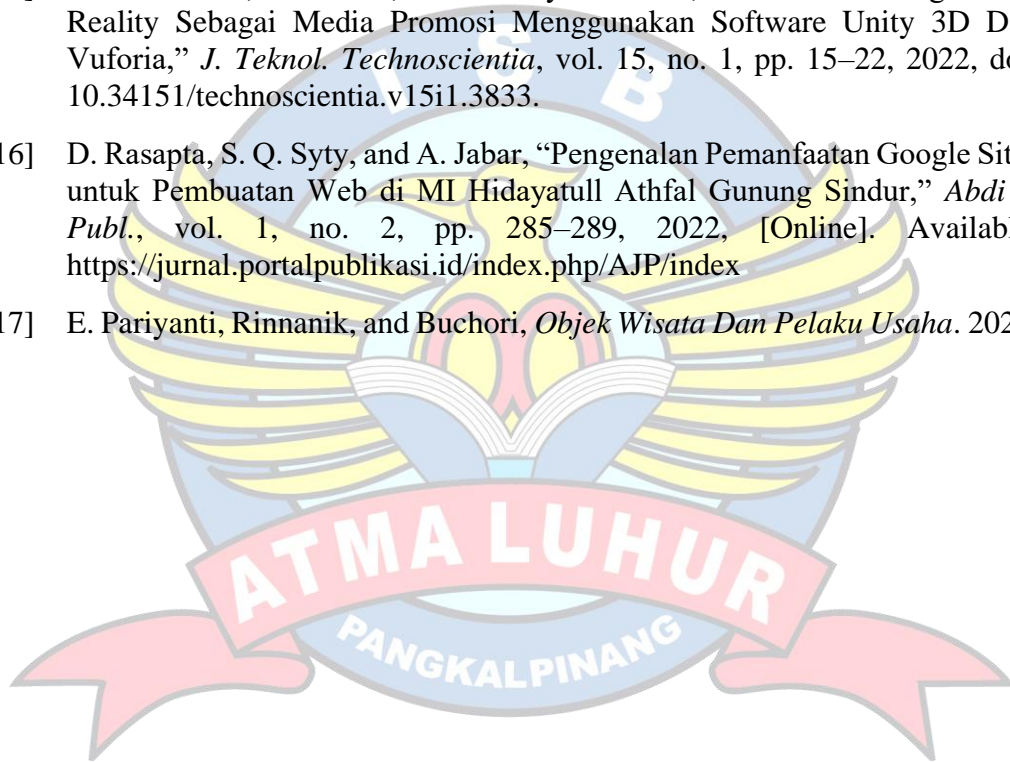 Reality Sebagai Media Promosi Menggunakan Software Unity 3D D
Vuforia,” J. Teknol. Technoscientia, vol. 15, no. 1, pp. 15–22, 2022, do
10.34151/technoscientia.v15i1.3833.
16] D. Rasapta, S. Q. Syty, and A. Jabar, “Pengenalan Pemanfaatan Google Sit
untuk Pembuatan Web di MI Hidayatull Athfal Gunung Sindur,” Abdi
Publ., vol. 1, no. 2, pp. 285–289, 2022, [Online]. Availabl
https://jurnal.portalpublikasi.id/index.php/AJP/index
17] E. Pariyanti, Rinnanik, and Buchori, Objek Wisata Dan Pelaku Usaha. 202
I S B
ATMA LUHUR
PANGKALPINANG